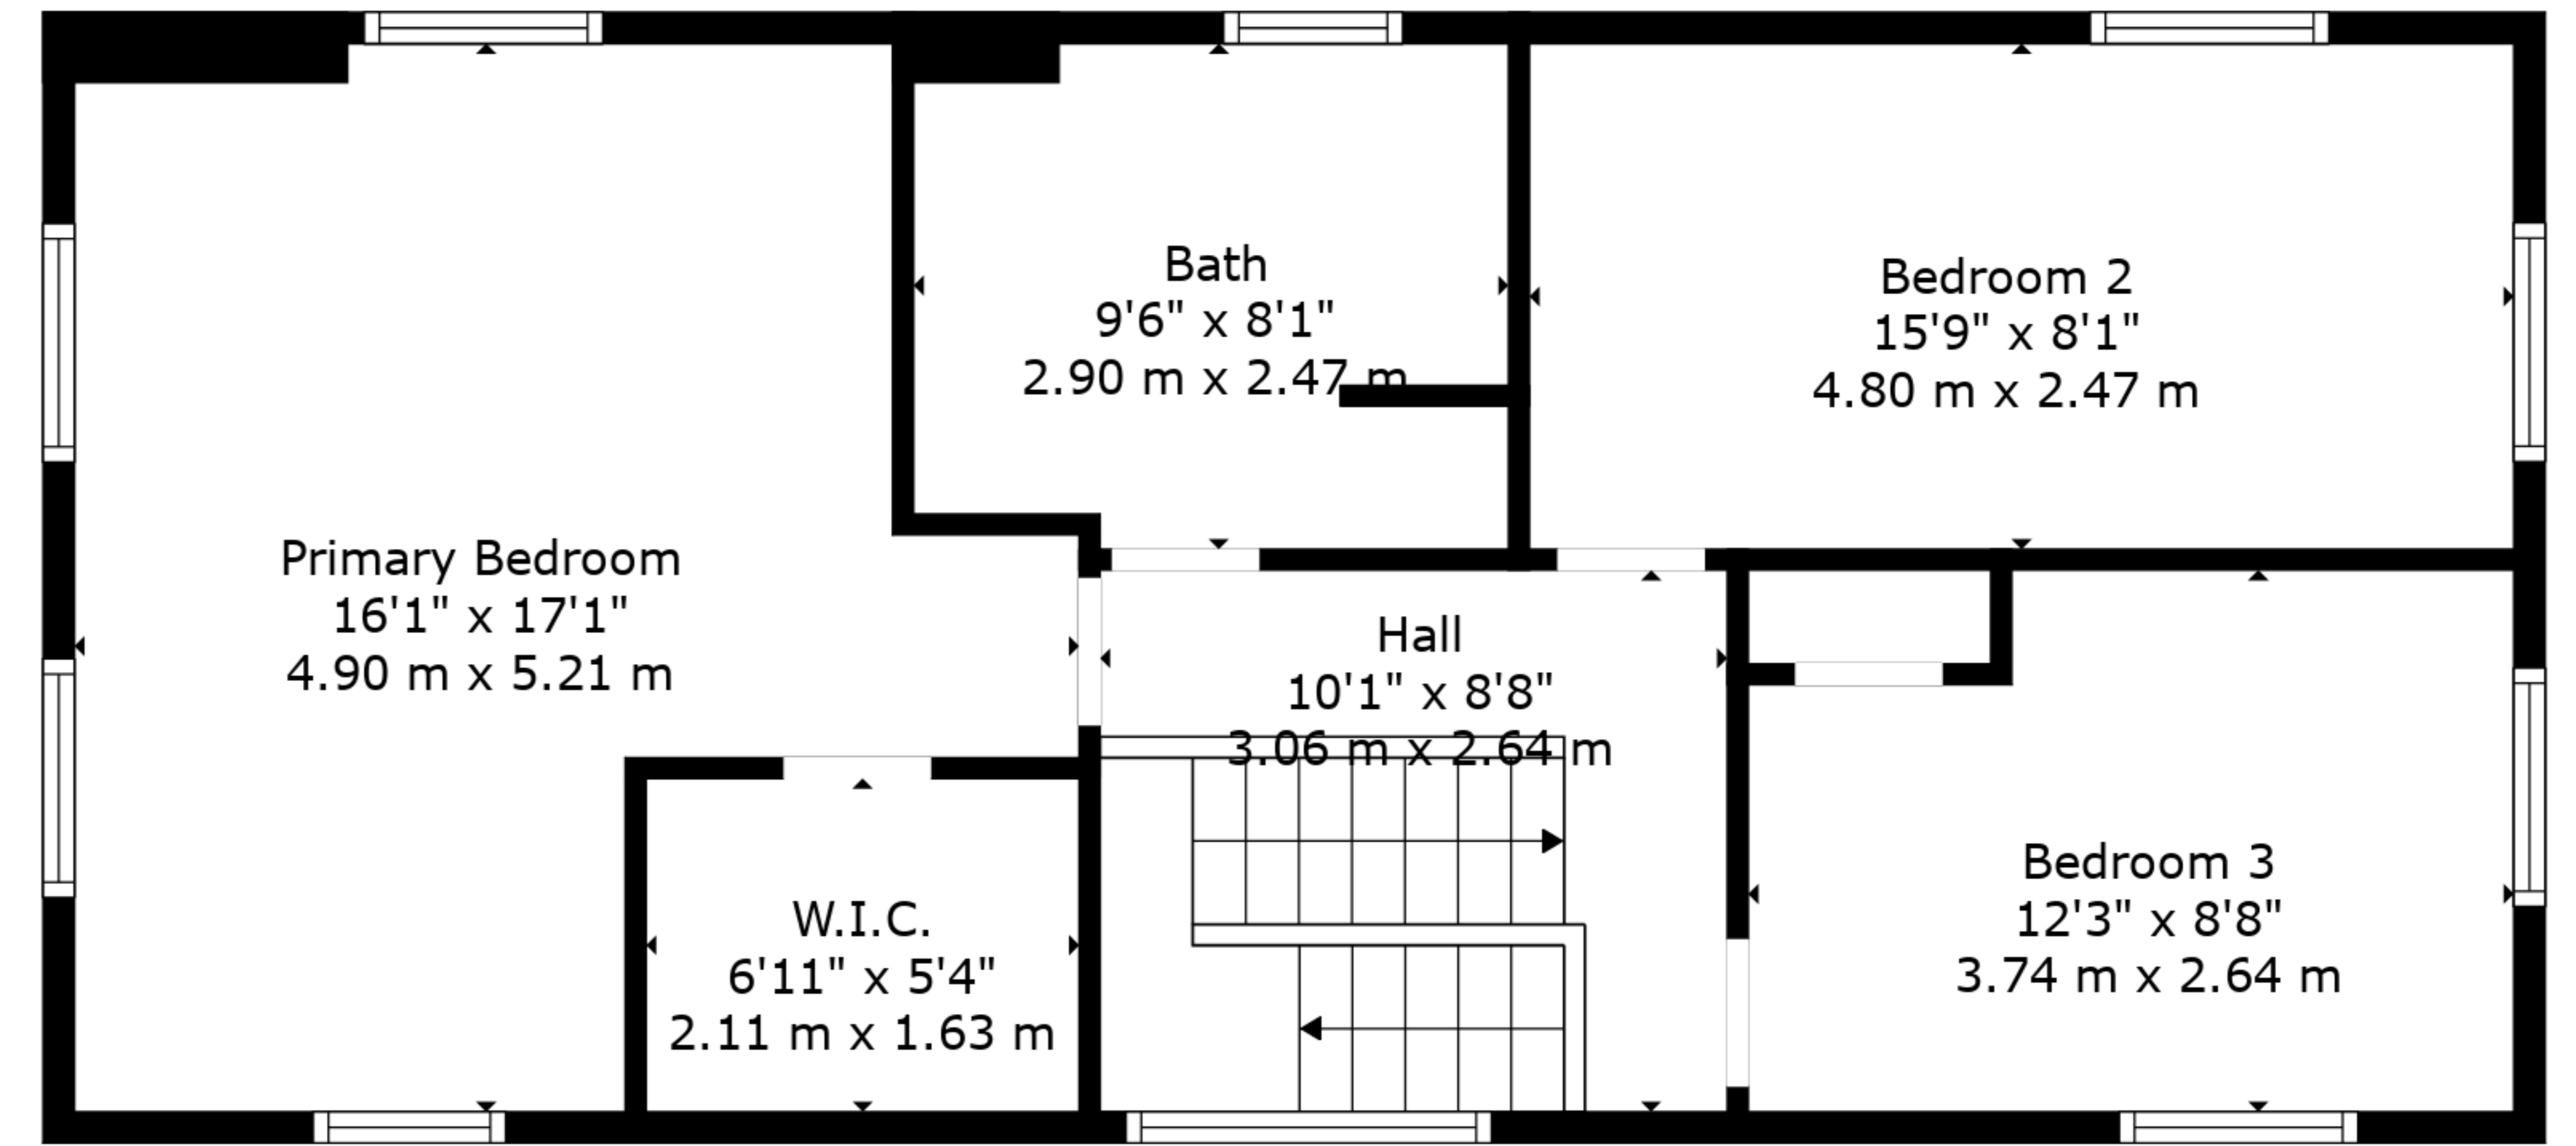 Bath
9'6" x 8'1"
2.90 m x 2.47 m
Bedroom 2
15'9" x 8'1"
4.80 m x 2.47 m
Primary Bedroom
16'1" x 17'1"
4.90 m x 5.21 m
Hall
10'1" x 8'8"
3.06 m x 2.64 m
W.I.C.
6'11" x 5'4"
2.11 m x 1.63 m
Bedroom 3
12'3" x 8'8"
3.74 m x 2.64 m